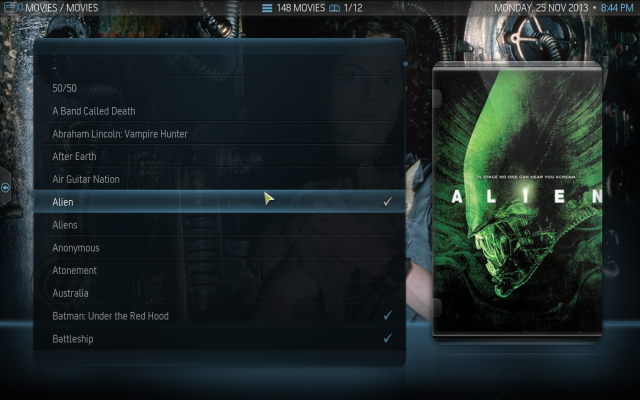 MOVIES / MOVIES
148 MOVIES 1/12
MONDAY, 25 NOV 2013 • 8:44 PM
..
50/50
A Band Called Death
Abraham Lincoln: Vampire Hunter
After Earth
Air Guitar Nation
Alien
Aliens
Anonymous
Atonement
Australia
Batman: Under the Red Hood
Battleship
IN SPACE NO ONE CAN HEAR YOU SCREAM.
ALIEN